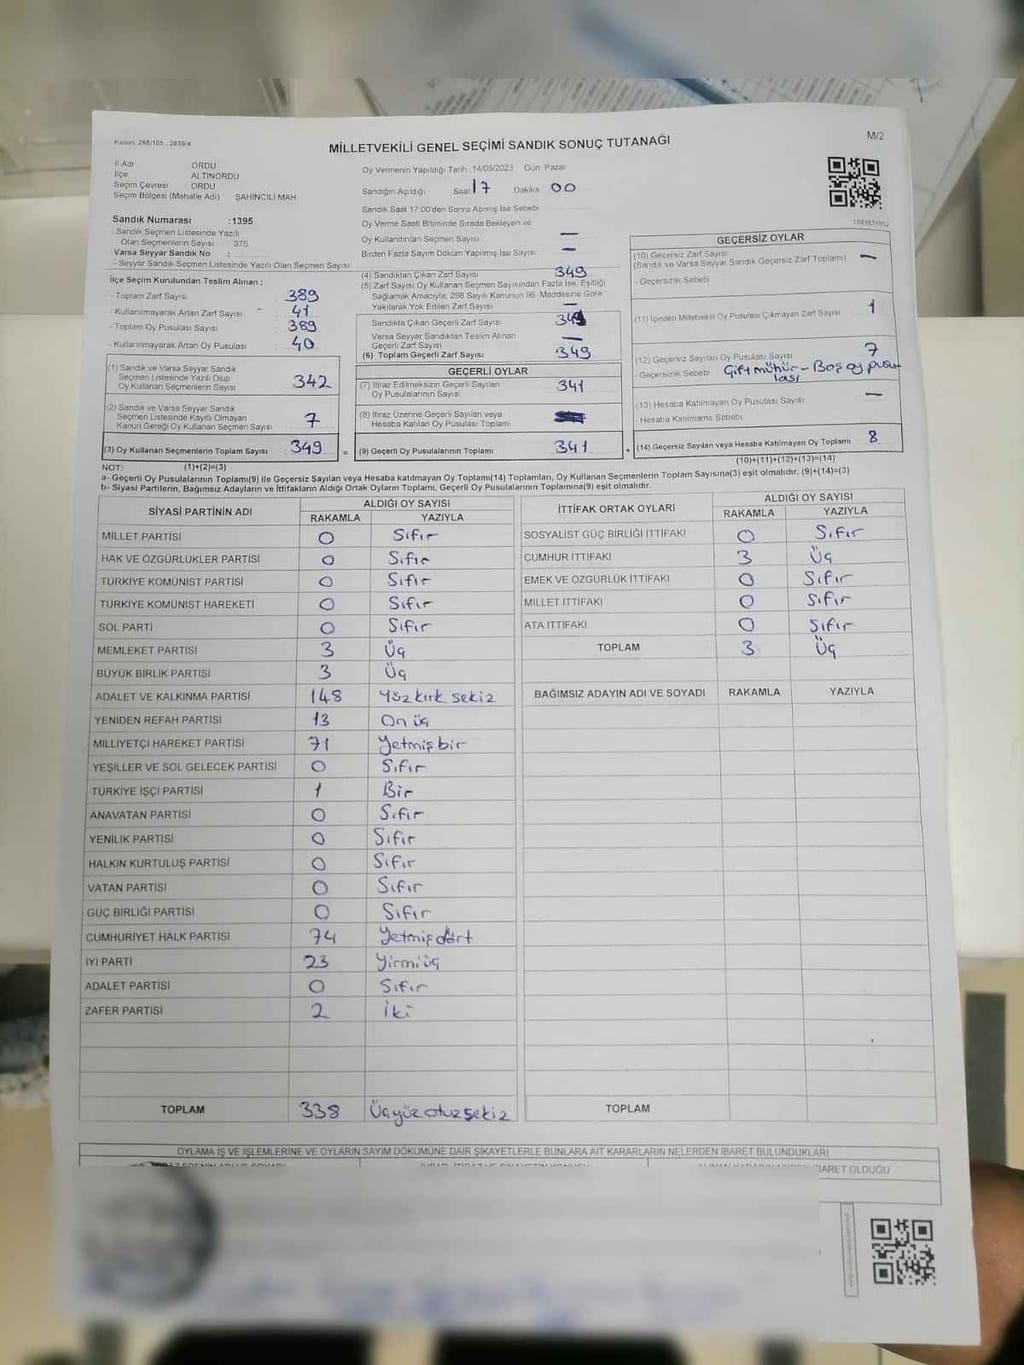 Kanun: 298/105 , 2839/4
M/2
MİLLETVEKİLİ GENEL SEÇİMİ SANDIK SONUÇ TUTANAĞI
İl Adı ORDU
İlçe ALTINORDU
Seçim Çevresi ORDU
Seçim Bölgesi (Mahalle Adı) ŞAHİNCİLİ MAH
Sandık Numarası :1395
- Sandık Seçmen Listesinde Yazılı
Olan Seçmenlerin Sayısı : 375
Varsa Seyyar Sandık No :
- Seyyar Sandık Seçmen Listesinde Yazılı Olan Seçmen Sayısı
İlçe Seçim Kurulundan Teslim Alınan :
- Toplam Zarf Sayısı 389
- Kullanılmayarak Artan Zarf Sayısı 41
- Toplam Oy Pusulası Sayısı 389
- Kullanılmayarak Artan Oy Pusulası 40
(1) Sandık ve Varsa Seyyar Sandık
Seçmen Listesinde Yazılı Olup
Oy Kullanan Seçmenlerin Sayısı 342
(2) Sandık ve Varsa Seyyar Sandık
Seçmen Listesinde Kayıtlı Olmayan
Kanun Gereği Oy Kullanan Seçmen Sayısı 7
(3) Oy Kullanan Seçmenlerin Toplam Sayısı 349 =
Oy Vermenin Yapıldığı Tarih: 14/05/2023 Gün: Pazar
Sandığın Açıldığı Saat 17 Dakika 00
Sandık Saat 17:00'den Sonra Açılmış İse Sebebi
Oy Verme Saati Bitiminde Sırada Bekleyen ve
Oy Kullandırılan Seçmen Sayısı —
Birden Fazla Sayım Döküm Yapılmış İse Sayısı —
(4) Sandıktan Çıkan Zarf Sayısı 349
(5) Zarf Sayısı Oy Kullanan Seçmen Sayısından Fazla İse, Eşitliği
Sağlamak Amacıyla; 298 Sayılı Kanunun 98. Maddesine Göre
Yakılarak Yok Edilen Zarf Sayısı —
Sandıkta Çıkan Geçerli Zarf Sayısı 349
Varsa Seyyar Sandıktan Teslim Alınan
Geçerli Zarf Sayısı —
(6) Toplam Geçerli Zarf Sayısı 349
GEÇERLİ OYLAR
(7) İtiraz Edilmeksizin Geçerli Sayılan
Oy Pusulalarının Sayısı 341
(8) İtiraz Üzerine Geçerli Sayılan veya
Hesaba Katılan Oy Pusulası Toplamı
(9) Geçerli Oy Pusulalarının Toplamı 341 +
GEÇERSİZ OYLAR
(10) Geçersiz Zarf Sayısı
(Sandık ve Varsa Seyyar Sandık Geçersiz Zarf Toplamı) —
- Geçersizlik Sebebi
(11) İçinden Milletvekili Oy Pusulası Çıkmayan Zarf Sayısı 1
(12) Geçersiz Sayılan Oy Pusulası Sayısı 7
- Geçersizlik Sebebi Çift mühür – Boş oy pusu
lası
(13) Hesaba Katılmayan Oy Pusulası Sayısı —
- Hesaba Katılmama Sebebi
(14) Geçersiz Sayılan veya Hesaba Katılmayan Oy Toplamı 8
NOT: (1)+(2)=(3) (10)+(11)+(12)+(13)=(14)
a- Geçerli Oy Pusulalarının Toplamı(9) ile Geçersiz Sayılan veya Hesaba katılmayan Oy Toplamı(14) Toplamları, Oy Kullanan Seçmenlerin Toplam Sayısına(3) eşit olmalıdır. (9)+(14)=(3)
b- Siyasi Partilerin, Bağımsız Adayların ve İttifakların Aldığı Ortak Oyların Toplamı, Geçerli Oy Pusulalarının Toplamına(9) eşit olmalıdır.
SİYASİ PARTİNİN ADI ALDIĞI OY SAYISI
RAKAMLA YAZIYLA
MİLLET PARTİSİ 0 Sıfır
HAK VE ÖZGÜRLÜKLER PARTİSİ 0 Sıfır
TÜRKİYE KOMÜNİST PARTİSİ 0 Sıfır
TÜRKİYE KOMÜNİST HAREKETİ 0 Sıfır
SOL PARTİ 0 Sıfır
MEMLEKET PARTİSİ 3 Üç
BÜYÜK BİRLİK PARTİSİ 3 Üç
ADALET VE KALKINMA PARTİSİ 148 Yüz kırk sekiz
YENİDEN REFAH PARTİSİ 13 On üç
MİLLİYETÇİ HAREKET PARTİSİ 71 Yetmiş bir
YEŞİLLER VE SOL GELECEK PARTİSİ 0 Sıfır
TÜRKİYE İŞÇİ PARTİSİ 1 Bir
ANAVATAN PARTİSİ 0 Sıfır
YENİLİK PARTİSİ 0 Sıfır
HALKIN KURTULUŞ PARTİSİ 0 Sıfır
VATAN PARTİSİ 0 Sıfır
GÜÇ BİRLİĞİ PARTİSİ 0 Sıfır
CUMHURİYET HALK PARTİSİ 74 Yetmiş dört
İYİ PARTİ 23 Yirmi üç
ADALET PARTİSİ 0 Sıfır
ZAFER PARTİSİ 2 İki
TOPLAM 338 Üçyüz otuz sekiz
İTTİFAK ORTAK OYLARI ALDIĞI OY SAYISI
RAKAMLA YAZIYLA
SOSYALİST GÜÇ BİRLİĞİ İTTİFAKI 0 Sıfır
CUMHUR İTTİFAKI 3 Üç
EMEK VE ÖZGÜRLÜK İTTİFAKI 0 Sıfır
MİLLET İTTİFAKI 0 Sıfır
ATA İTTİFAKI 0 Sıfır
TOPLAM 3 Üç
BAĞIMSIZ ADAYIN ADI VE SOYADI RAKAMLA YAZIYLA
TOPLAM
OYLAMA İŞ VE İŞLEMLERİNE VE OYLARIN SAYIM DÖKÜMÜNE DAİR ŞİKAYETLERLE BUNLARA AİT KARARLARIN NELERDEN İBARET BULUNDUKLARI
İBARET OLDUĞU